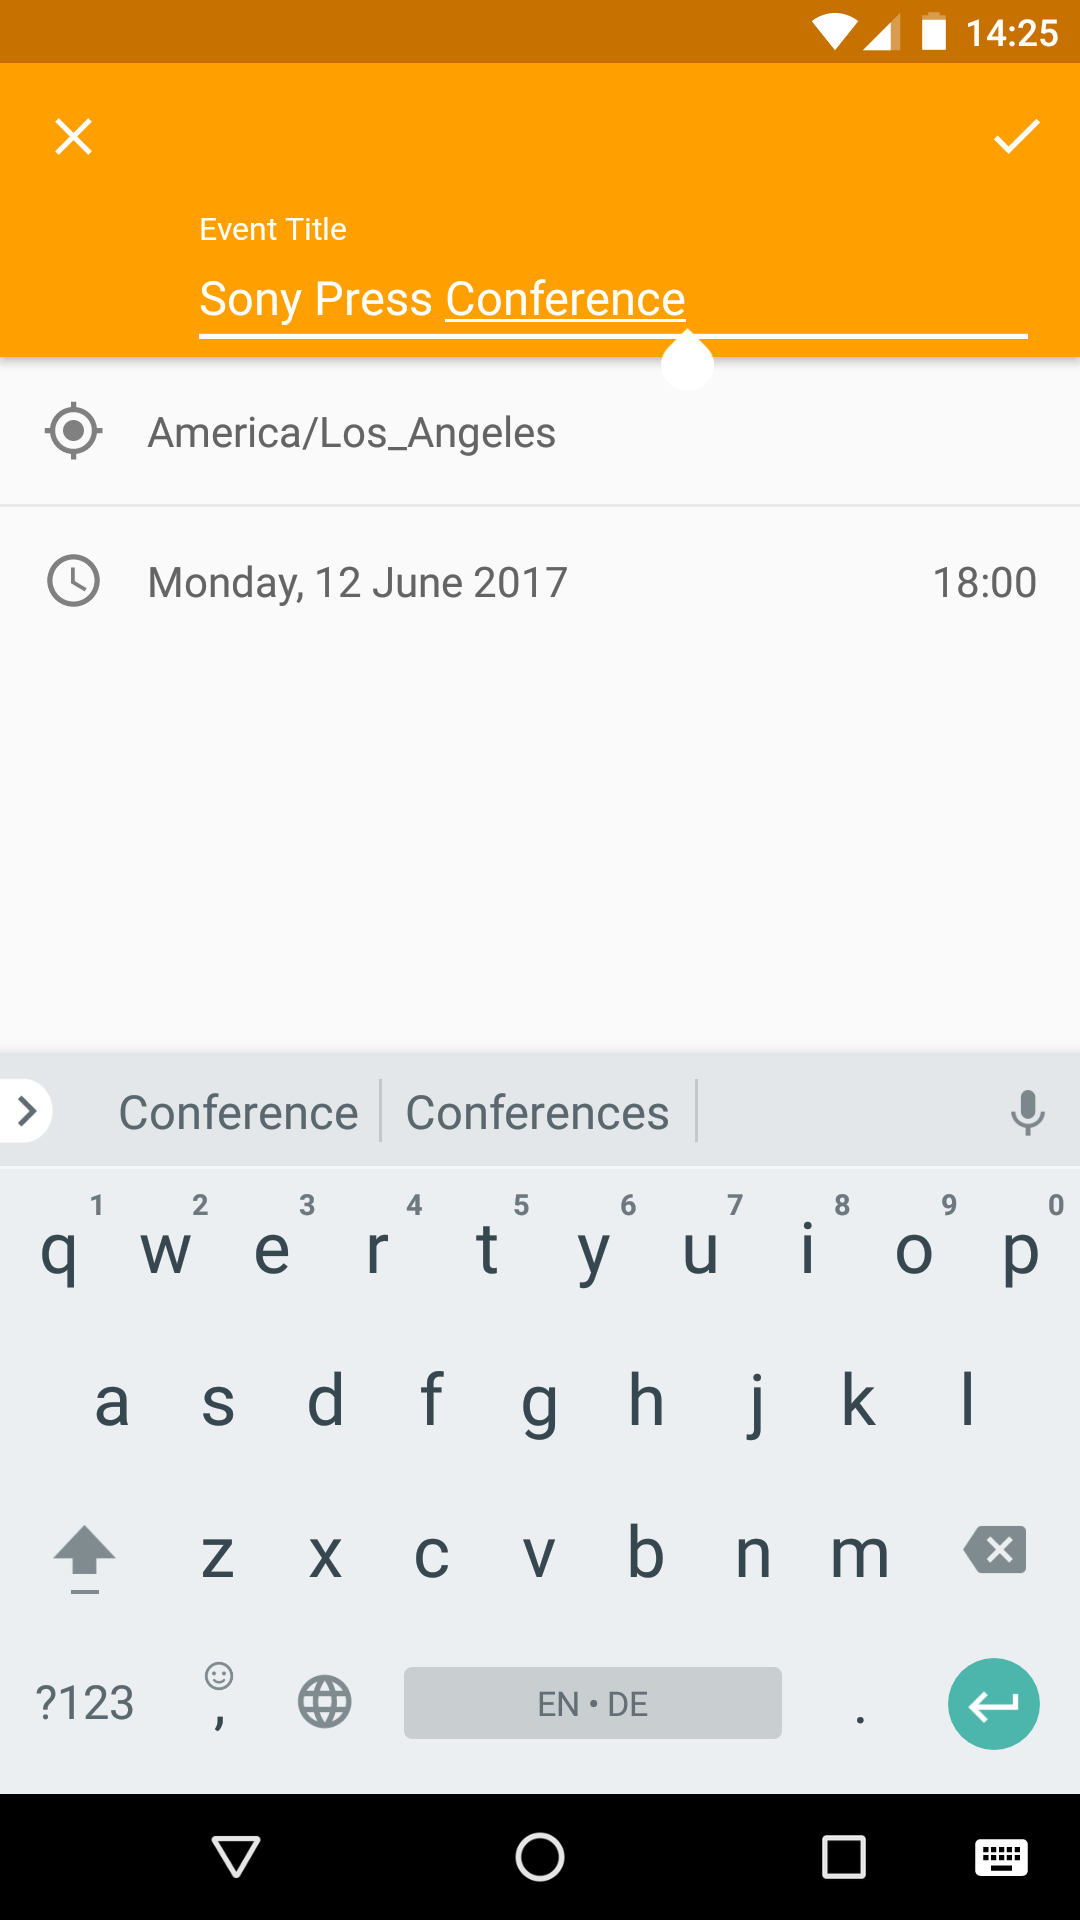 14:25
Event Title
Sony Press Conference
America/Los_Angeles
Monday, 12 June 2017 18:00
Conference Conferences
1 2 3 4 5 6 7 8 9 0
q w e r t y u i o p
a s d f g h j k l
z x c v b n m
?123 , EN • DE .